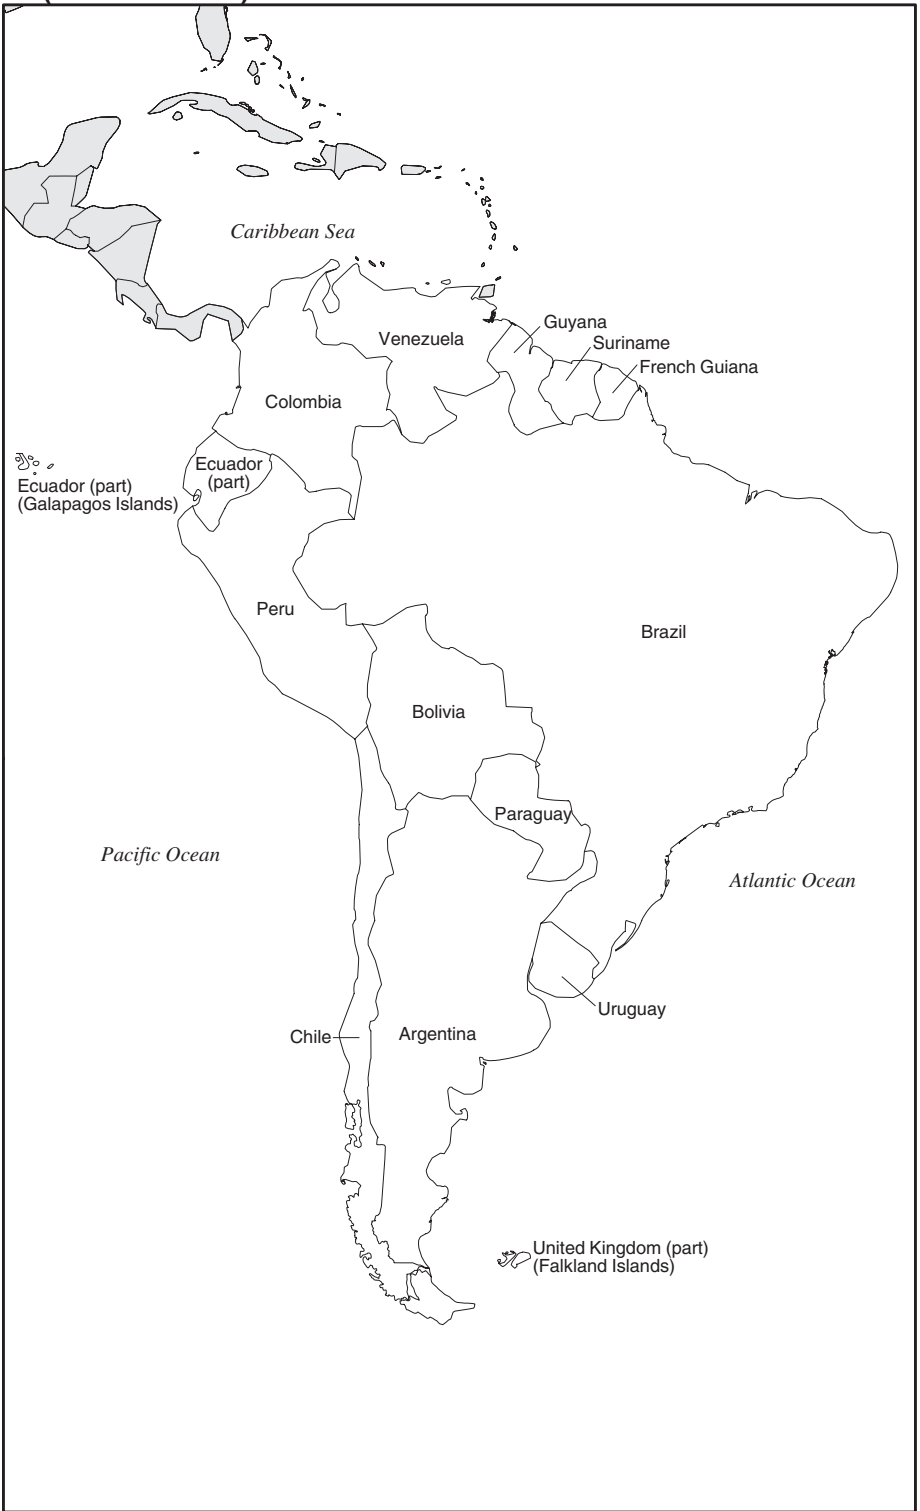 Caribbean Sea
Guyana
Venezuela
Suriname
French Guiana
Colombia
Ecuador
(part)
Ecuador (part)
(Galapagos Islands)
Peru
Brazil
Bolivia
Paraguay
Pacific Ocean
Atlantic Ocean
Uruguay
Chile
Argentina
United Kingdom (part)
(Falkland Islands)